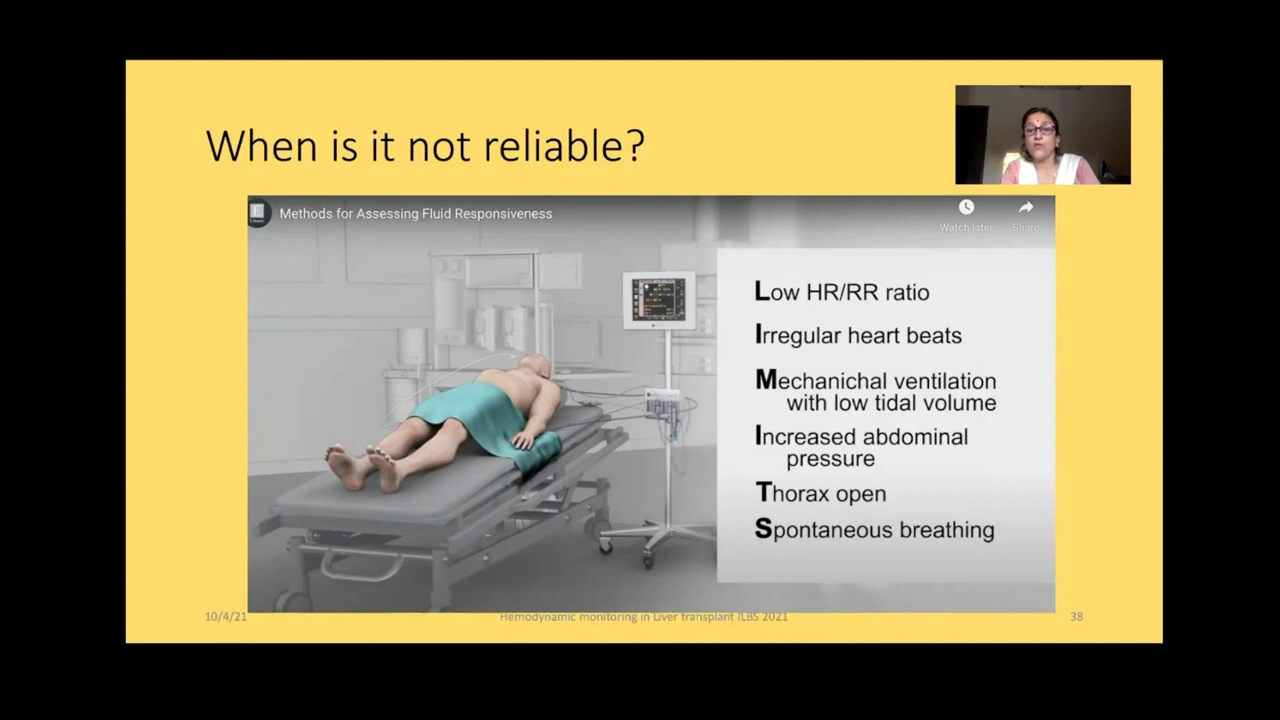 When is it not reliable?
Methods for Assessing Fluid Responsiveness
Watch later
Share
Low HR/RR ratio
Irregular heart beats
Mechanichal ventilation
with low tidal volume
Increased abdominal
pressure
Thorax open
Spontaneous breathing
10/4/21
Hemodynamic monitoring in Liver transplant ILBS 2021
38